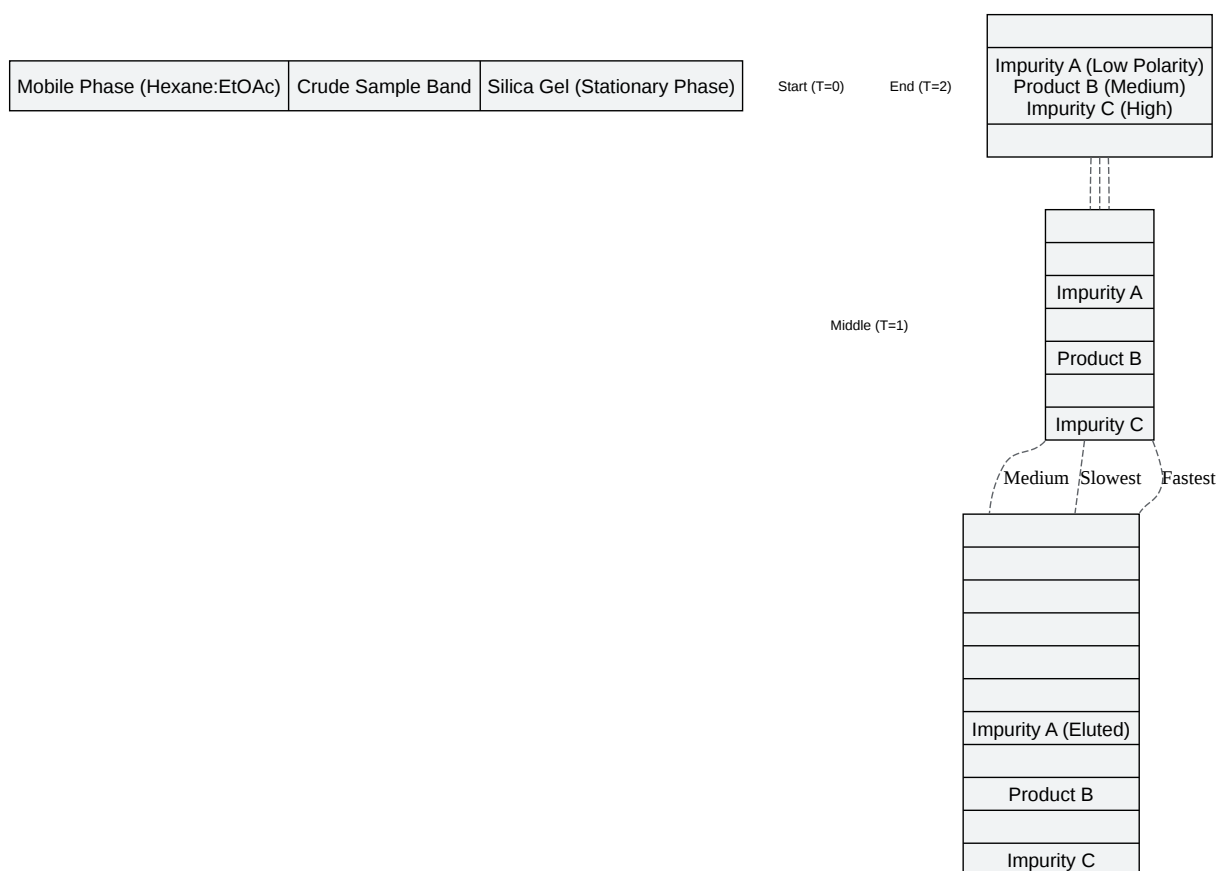 Mobile Phase (Hexane:EtOAc)
Crude Sample Band
Silica Gel (Stationary Phase)
Start (T=0)
End (T=2)
Impurity A (Low Polarity)
Product B (Medium)
Impurity C (High)
Impurity A
Middle (T=1)
Product B
Impurity C
Medium
Slowest
Fastest
Impurity A (Eluted)
Product B
Impurity C